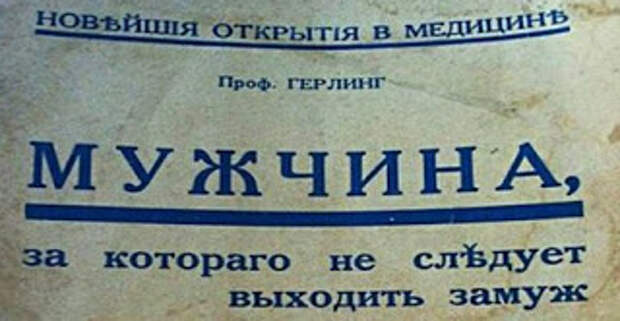 НОВѢЙШІЯ ОТКРЫТІЯ В МЕДИЦИНѢ
Проф. ГЕРЛИНГ
МУЖЧИНА,
за котораго не слѣдует
выходить замуж